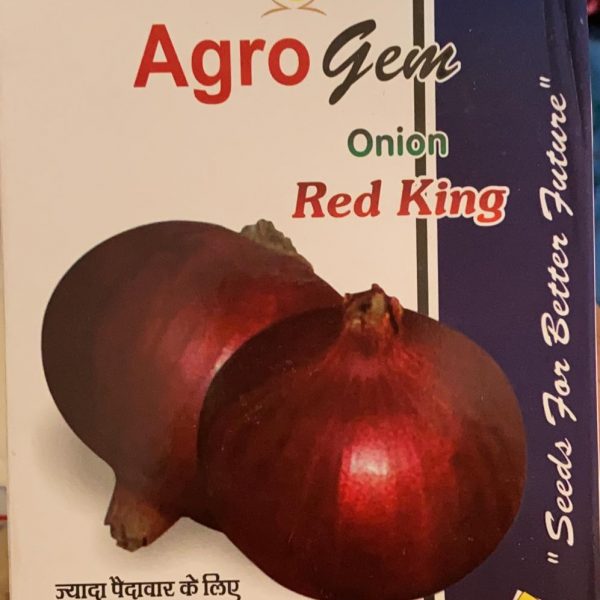 Agro Gem
Onion
Red King
"Seeds For Better Future"
ज्यादा पैदावार के लिए